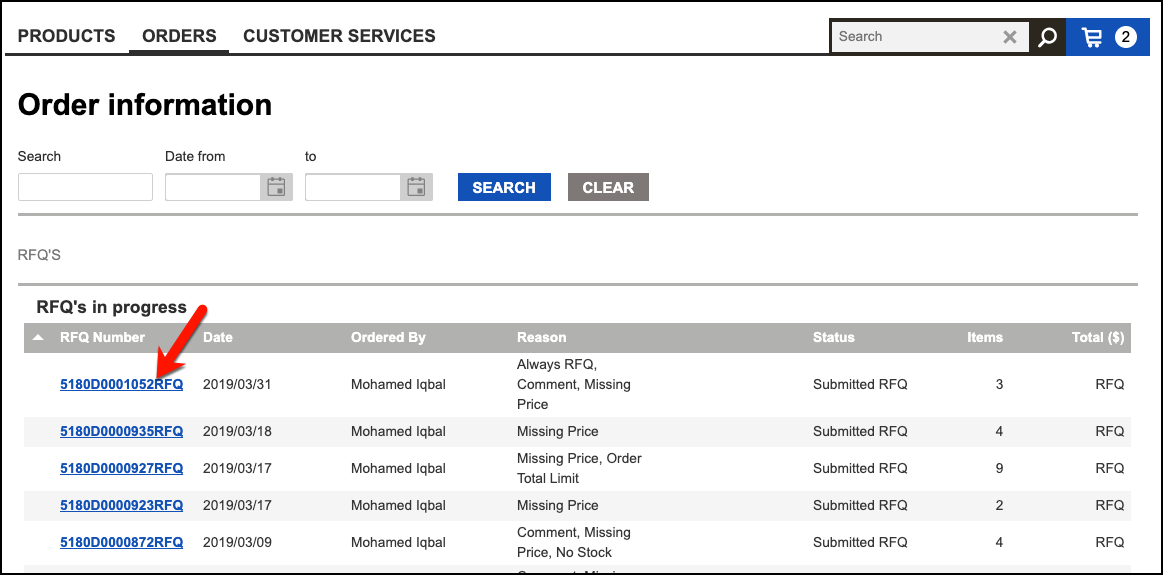 PRODUCTS ORDERS CUSTOMER SERVICES Search 2
Order information
Search Date from to
SEARCH CLEAR
RFQ'S
RFQ's in progress
RFQ Number Date Ordered By Reason Status Items Total ($)
5180D0001052RFQ 2019/03/31 Mohamed Iqbal Always RFQ, Submitted RFQ 3 RFQ
Comment, Missing
Price
5180D0000935RFQ 2019/03/18 Mohamed Iqbal Missing Price Submitted RFQ 4 RFQ
5180D0000927RFQ 2019/03/17 Mohamed Iqbal Missing Price, Order Submitted RFQ 9 RFQ
Total Limit
5180D0000923RFQ 2019/03/17 Mohamed Iqbal Missing Price Submitted RFQ 2 RFQ
5180D0000872RFQ 2019/03/09 Mohamed Iqbal Comment, Missing Submitted RFQ 4 RFQ
Price, No Stock